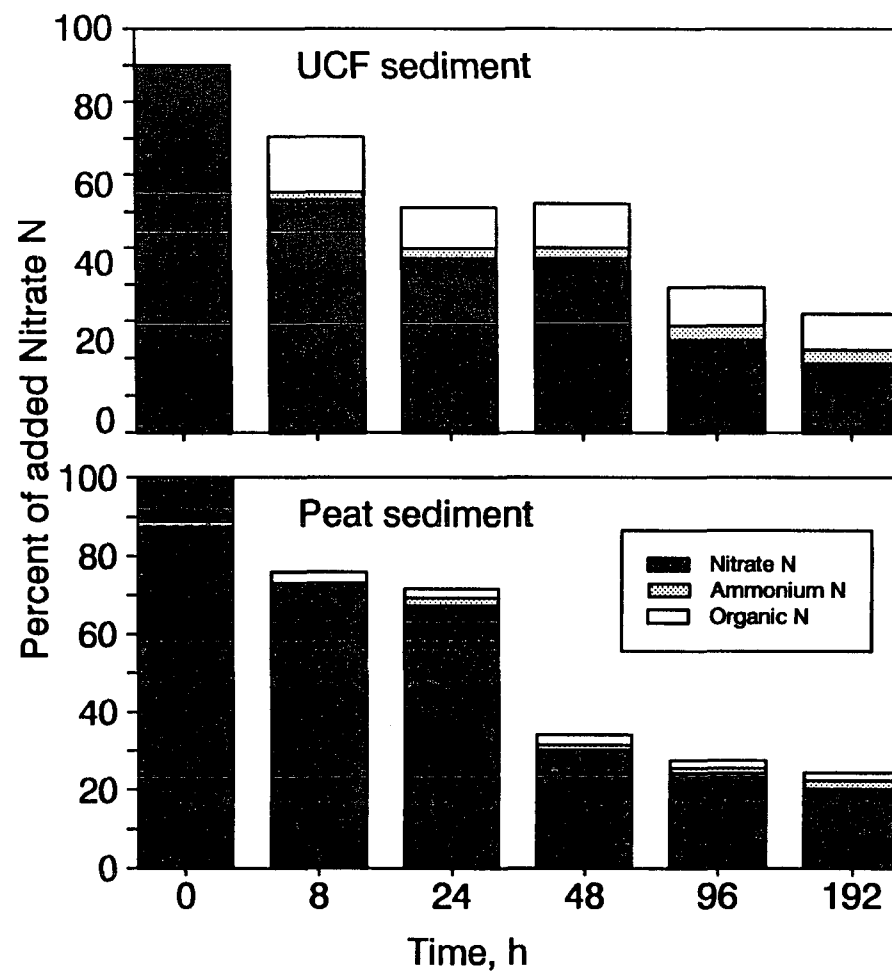 Percent of added Nitrate N
100
80
60
40
20
0
UCF sediment
100
80
60
40
20
0
Peat sediment
Nitrate N
Ammonium N
Organic N
0 8 24 48 96 192
Time, h